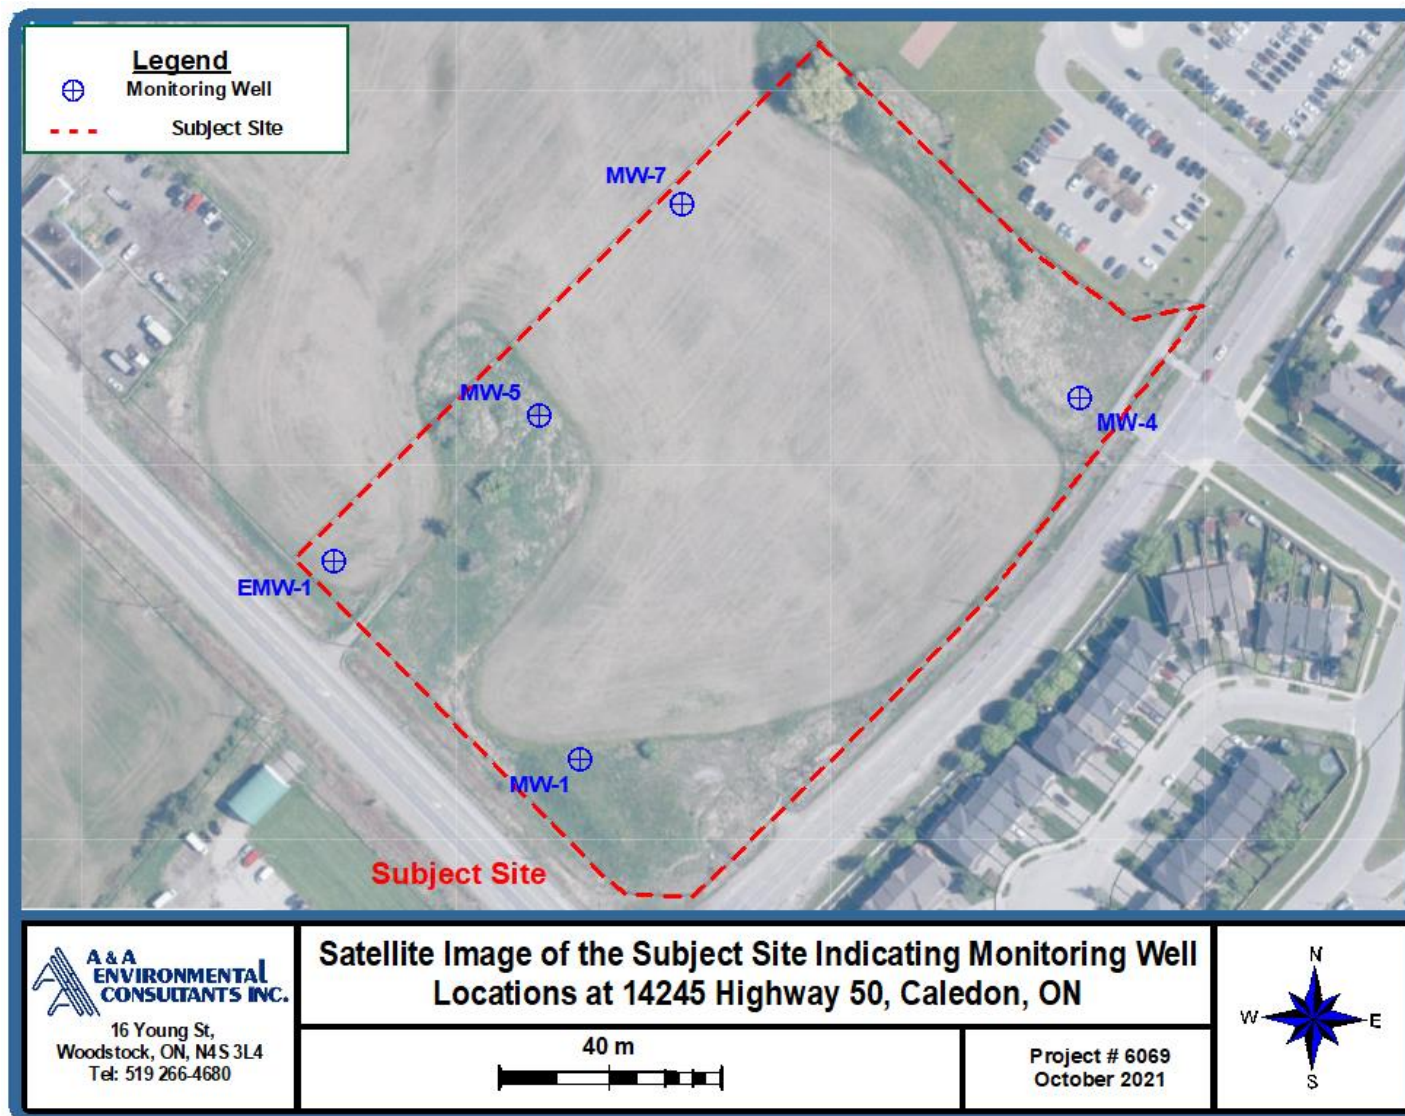 Legend
Monitoring Well
Subject SIte
MW-7
MW-5
MW-4
EMW-1
MW-1
Subject Site
A & A
ENVIRONMENTAL
CONSULTANTS INC.
16 Young St,
Woodstock, ON, N4S 3L4
Tel: 519 266-4680
Satellite Image of the Subject Site Indicating Monitoring Well
Locations at 14245 Highway 50, Caledon, ON
40 m
Project # 6069
October 2021
N
W
E
S